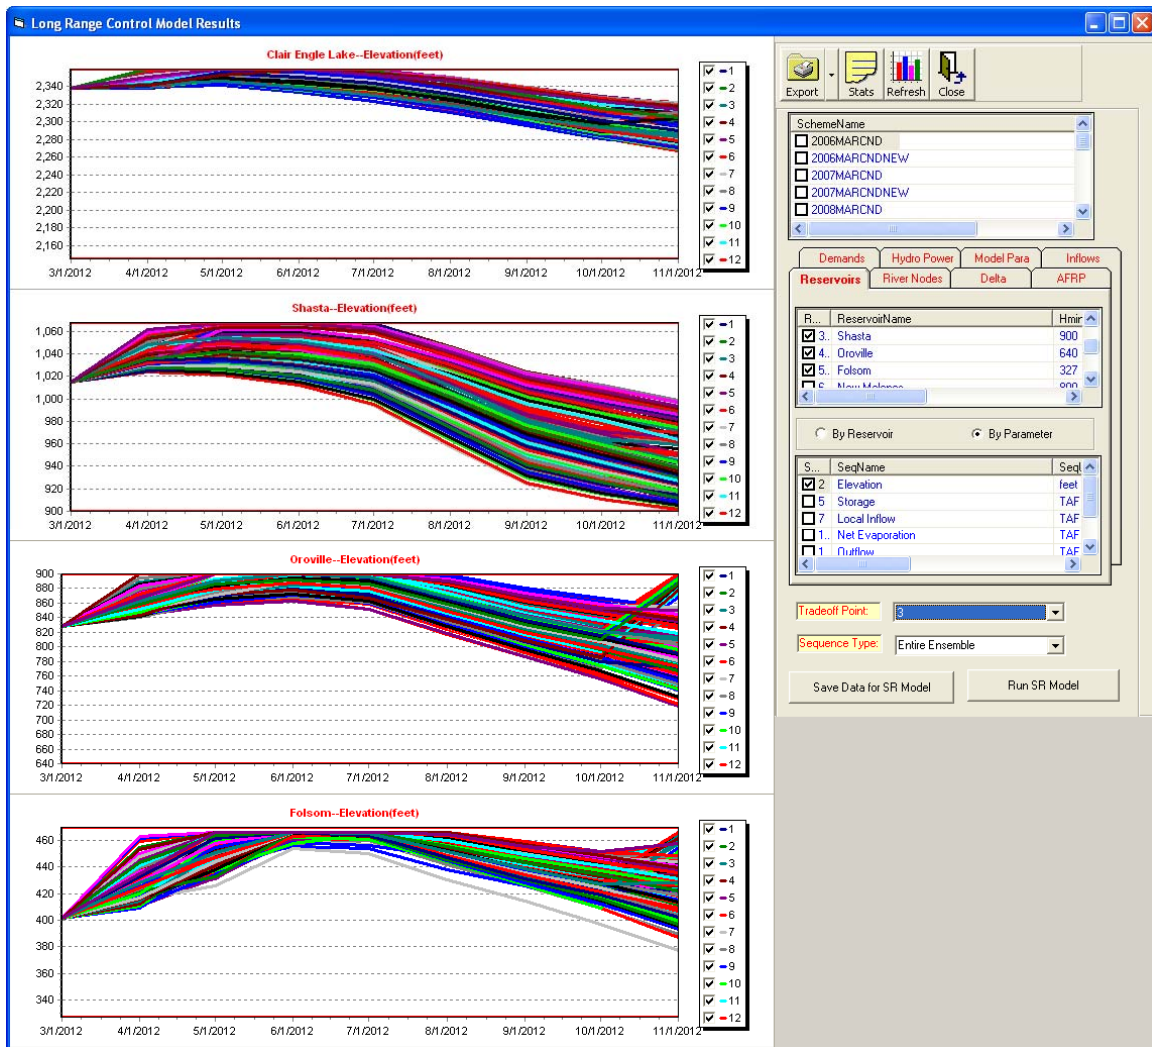 Long Range Control Model Results
Clair Engle Lake--Elevation(feet)
2,340
2,320
2,300
2,280
2,260
2,240
2,220
2,200
2,180
2,160
3/1/2012 4/1/2012 5/1/2012 6/1/2012 7/1/2012 8/1/2012 9/1/2012 10/1/2012 11/1/2012
1
2
3
4
5
6
7
8
9
10
11
12
Shasta--Elevation(feet)
1,060
1,040
1,020
1,000
980
960
940
920
900
3/1/2012 4/1/2012 5/1/2012 6/1/2012 7/1/2012 8/1/2012 9/1/2012 10/1/2012 11/1/2012
1
2
3
4
5
6
7
8
9
10
11
12
Oroville--Elevation(feet)
900
880
860
840
820
800
780
760
740
720
700
680
660
640
3/1/2012 4/1/2012 5/1/2012 6/1/2012 7/1/2012 8/1/2012 9/1/2012 10/1/2012 11/1/2012
1
2
3
4
5
6
7
8
9
10
11
12
Folsom--Elevation(feet)
460
440
420
400
380
360
340
3/1/2012 4/1/2012 5/1/2012 6/1/2012 7/1/2012 8/1/2012 9/1/2012 10/1/2012 11/1/2012
1
2
3
4
5
6
7
8
9
10
11
12
Export Stats Refresh Close
SchemeName
2006MARCND
2006MARCNDNEW
2007MARCND
2007MARCNDNEW
2008MARCND
Demands Hydro Power Model Para Inflows
Reservoirs River Nodes Delta AFRP
R... ReservoirName Hmir
3.. Shasta 900
4.. Oroville 640
5.. Folsom 327
6 New Melones 800
By Reservoir By Parameter
S... SeqName SeqL
2 Elevation feet
5 Storage TAF
7 Local Inflow TAF
1.. Net Evaporation TAF
1 Outflow TAF
Tradeoff Point: 3
Sequence Type: Entire Ensemble
Save Data for SR Model Run SR Model